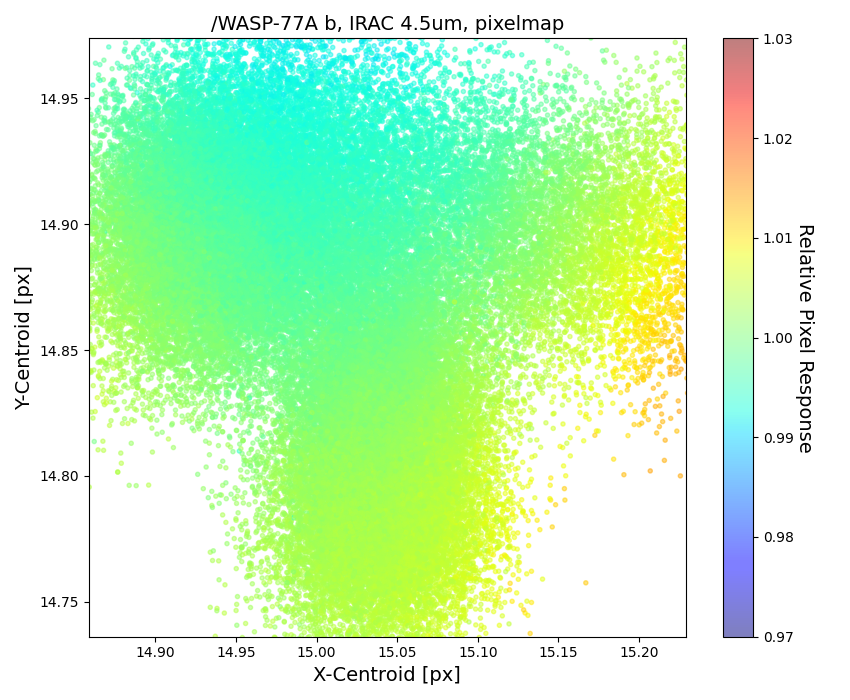 /WASP-77A b, IRAC 4.5um, pixelmap
14.95
14.90
14.85
14.80
14.75
Y-Centroid [px]
14.90 14.95 15.00 15.05 15.10 15.15 15.20
X-Centroid [px]
1.03
1.02
1.01
1.00
0.99
0.98
0.97
Relative Pixel Response